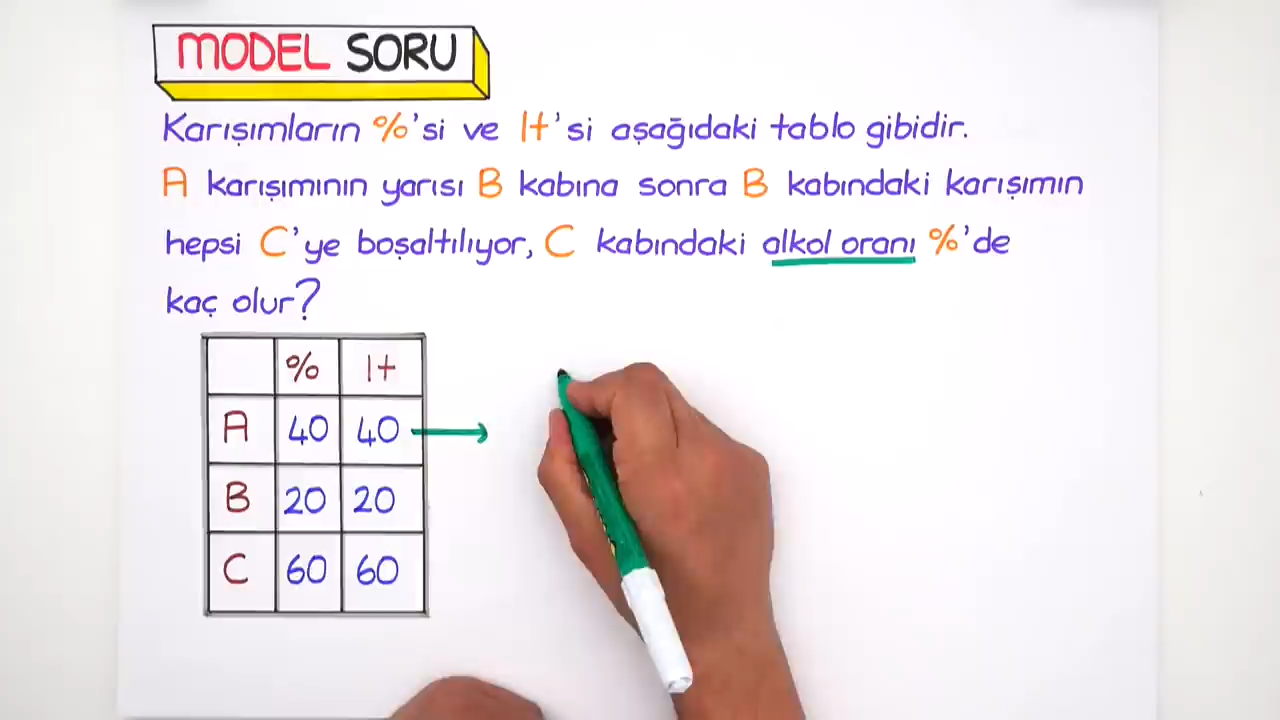 MODEL SORU
Karışımların %'si ve lt'si aşağıdaki tablo gibidir.
A karışımının yarısı B kabına sonra B kabındaki karışımın
hepsi C'ye boşaltılıyor, C kabındaki alkol oranı %'de
kaç olur?
% lt
A 40 40
B 20 20
C 60 60